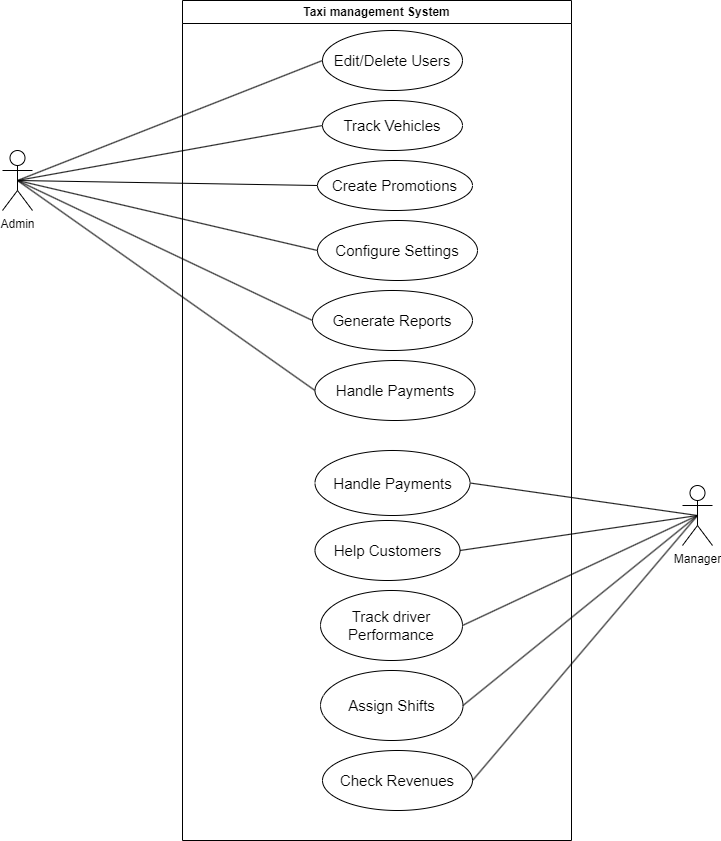 Taxi management System
Edit/Delete Users
Track Vehicles
Create Promotions
Admin
Configure Settings
Generate Reports
Handle Payments
Handle Payments
Help Customers
Manager
Track driver
Performance
Assign Shifts
Check Revenues